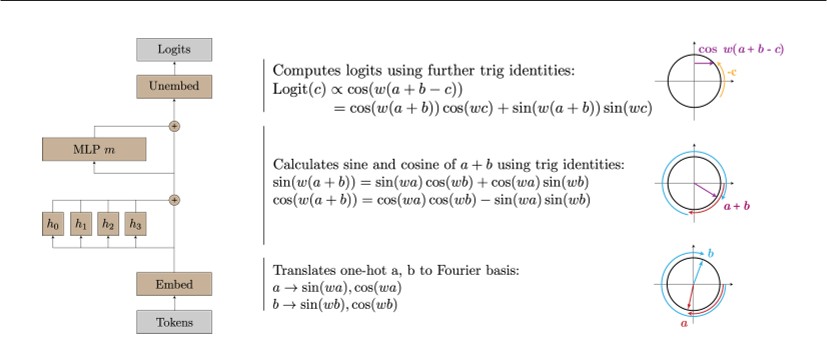 Logits
Unembed
MLP m
h₀ h₁ h₂ h₃
Embed
Tokens
Computes logits using further trig identities:
Logit(c) ∝ cos(w(a + b − c))
= cos(w(a + b)) cos(wc) + sin(w(a + b)) sin(wc)
Calculates sine and cosine of a + b using trig identities:
sin(w(a + b)) = sin(wa) cos(wb) + cos(wa) sin(wb)
cos(w(a + b)) = cos(wa) cos(wb) − sin(wa) sin(wb)
Translates one-hot a, b to Fourier basis:
a → sin(wa), cos(wa)
b → sin(wb), cos(wb)
cos w(a + b - c)
-c
a + b
b
a